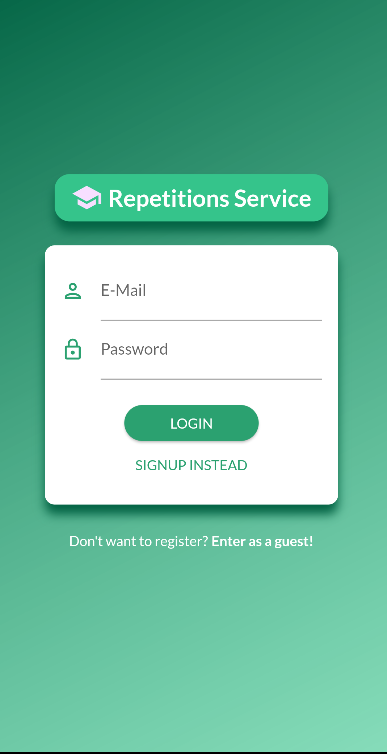 Repetitions Service
E-Mail
Password
LOGIN
SIGNUP INSTEAD
Don't want to register? Enter as a guest!